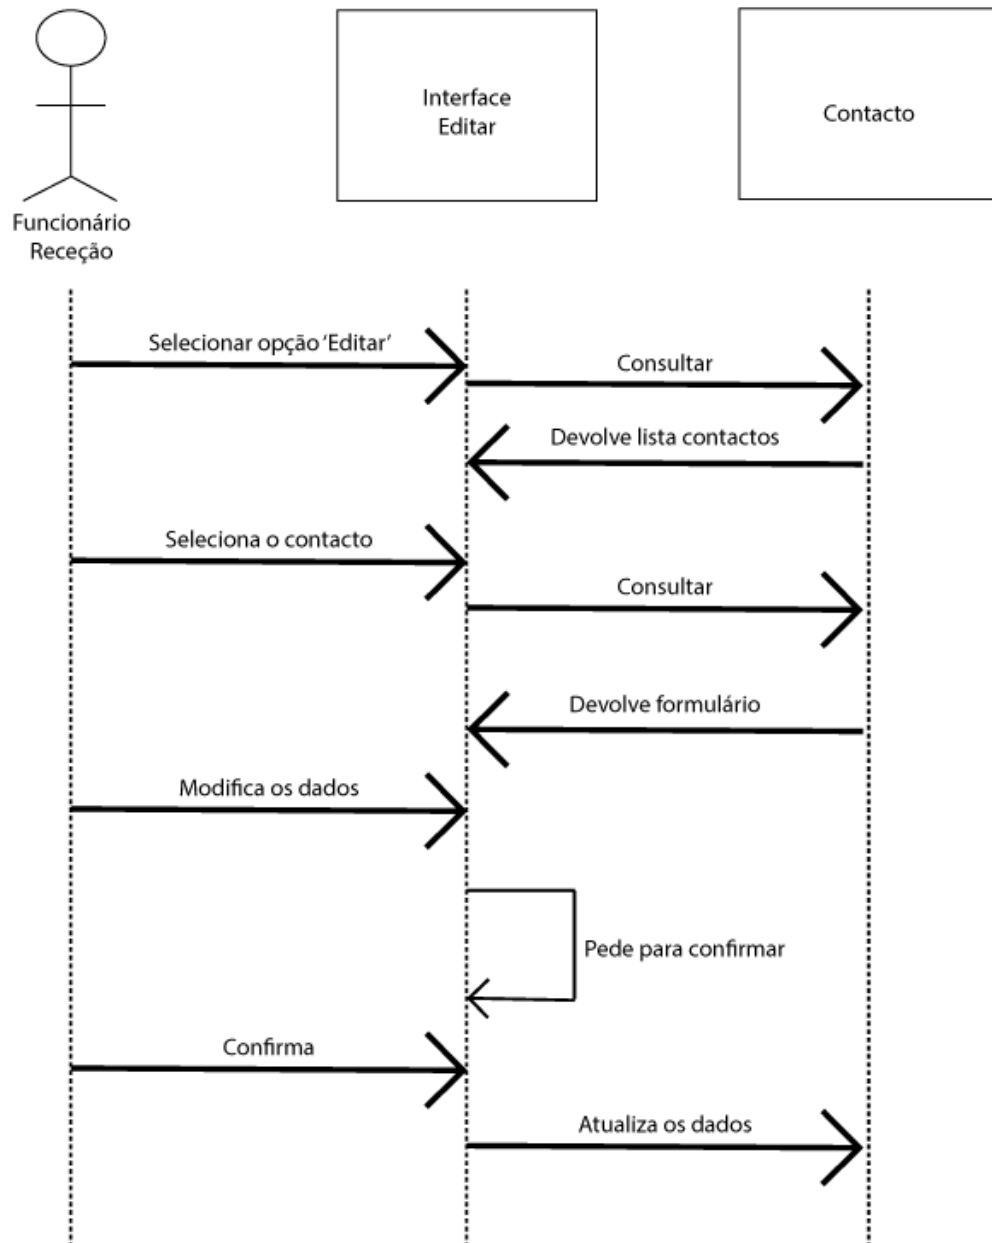 Interface
Editar
Contacto
Funcionário
Receção
Selecionar opção ‘Editar’
Consultar
Devolve lista contactos
Seleciona o contacto
Consultar
Devolve formulário
Modifica os dados
Pede para confirmar
Confirma
Atualiza os dados